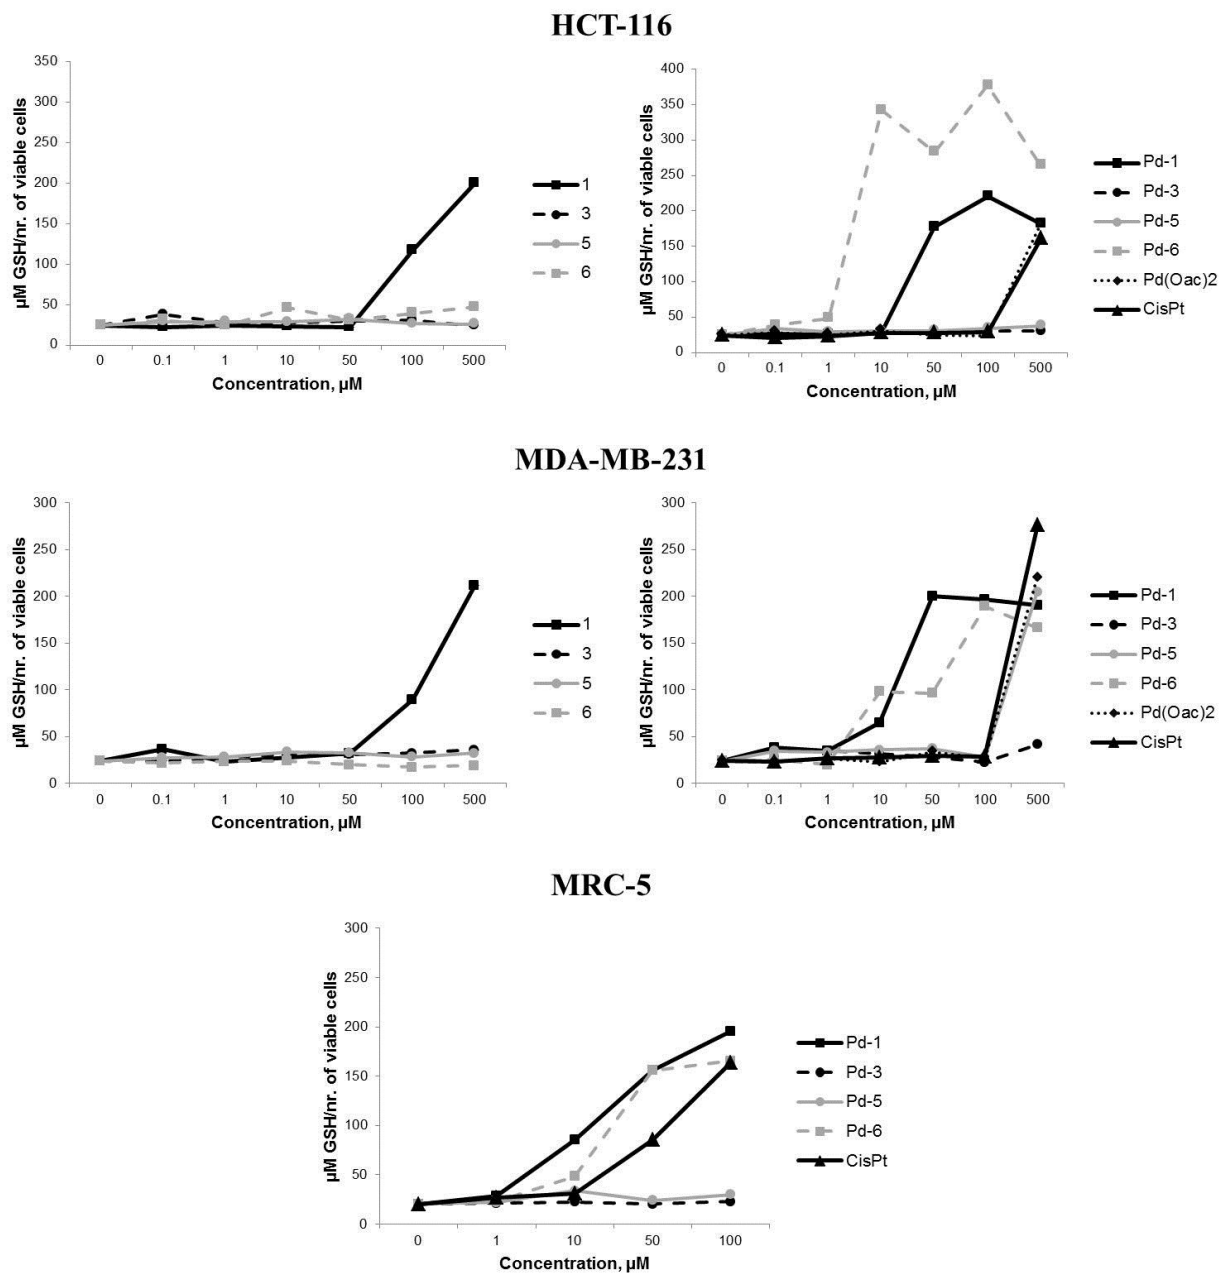 HCT-116
350
300
250
200
150
100
50
0
µM GSH/nr. of viable cells
0 0.1 1 10 50 100 500
Concentration, µM
1
3
5
6
400
350
300
250
200
150
100
50
0
µM GSH/nr. of viable cells
0 0.1 1 10 50 100 500
Concentration, µM
Pd-1
Pd-3
Pd-5
Pd-6
Pd(Oac)2
CisPt
MDA-MB-231
300
250
200
150
100
50
0
µM GSH/nr. of viable cells
0 0.1 1 10 50 100 500
Concentration, µM
1
3
5
6
300
250
200
150
100
50
0
µM GSH/nr. of viable cells
0 0.1 1 10 50 100 500
Concentration, µM
Pd-1
Pd-3
Pd-5
Pd-6
Pd(Oac)2
CisPt
MRC-5
300
250
200
150
100
50
0
µM GSH/nr. of viable cells
0 1 10 50 100
Concentration, µM
Pd-1
Pd-3
Pd-5
Pd-6
CisPt